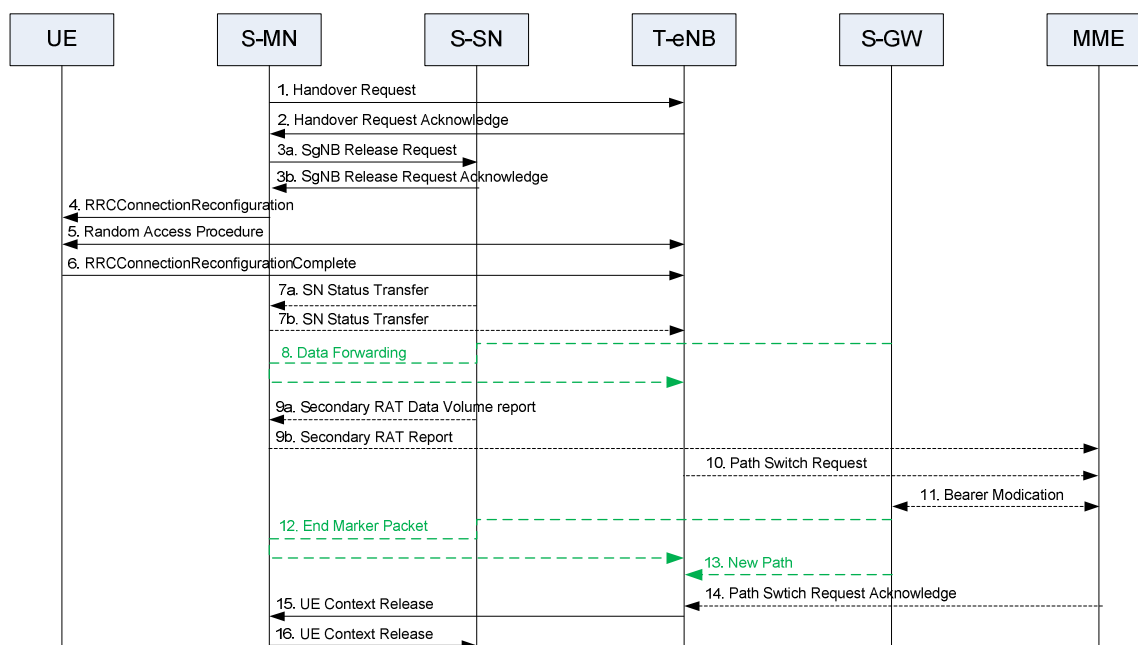 UE
S-MN
S-SN
T-eNB
S-GW
MME
1. Handover Request
2. Handover Request Acknowledge
3a. SgNB Release Request
3b. SgNB Release Request Acknowledge
4. RRCConnectionReconfiguration
5. Random Access Procedure
6. RRCConnectionReconfigurationComplete
7a. SN Status Transfer
7b. SN Status Transfer
8. Data Forwarding
9a. Secondary RAT Data Volume report
9b. Secondary RAT Report
10. Path Switch Request
11. Bearer Modication
12. End Marker Packet
13. New Path
14. Path Swtich Request Acknowledge
15. UE Context Release
16. UE Context Release